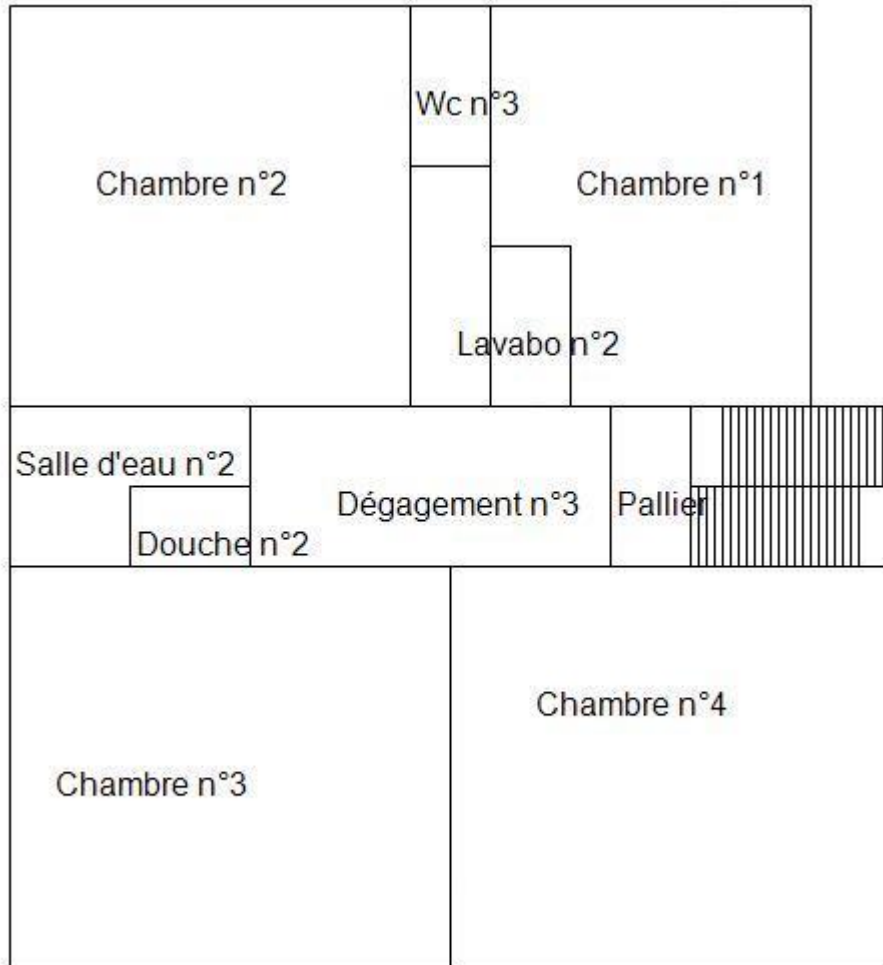 Wc n°3
Chambre n°2
Chambre n°1
Lavabo n°2
Salle d'eau n°2
Dégagement n°3
Pallier
Douche n°2
Chambre n°4
Chambre n°3